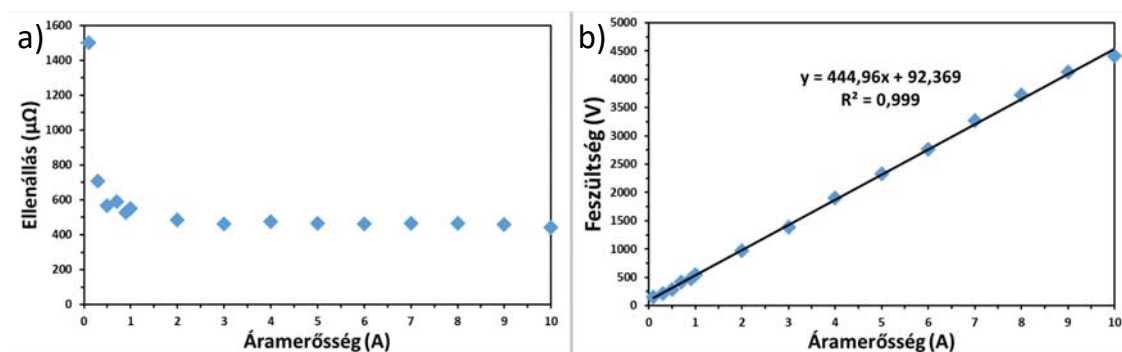 a)
1600
1400
1200
1000
800
600
400
200
0
0 1 2 3 4 5 6 7 8 9 10
Ellenállás (µΩ)
Áramerősség (A)
b)
5000
4500
4000
3500
3000
2500
2000
1500
1000
500
0
0 1 2 3 4 5 6 7 8 9 10
Feszültség (V)
Áramerősség (A)
y = 444,96x + 92,369
R² = 0,999